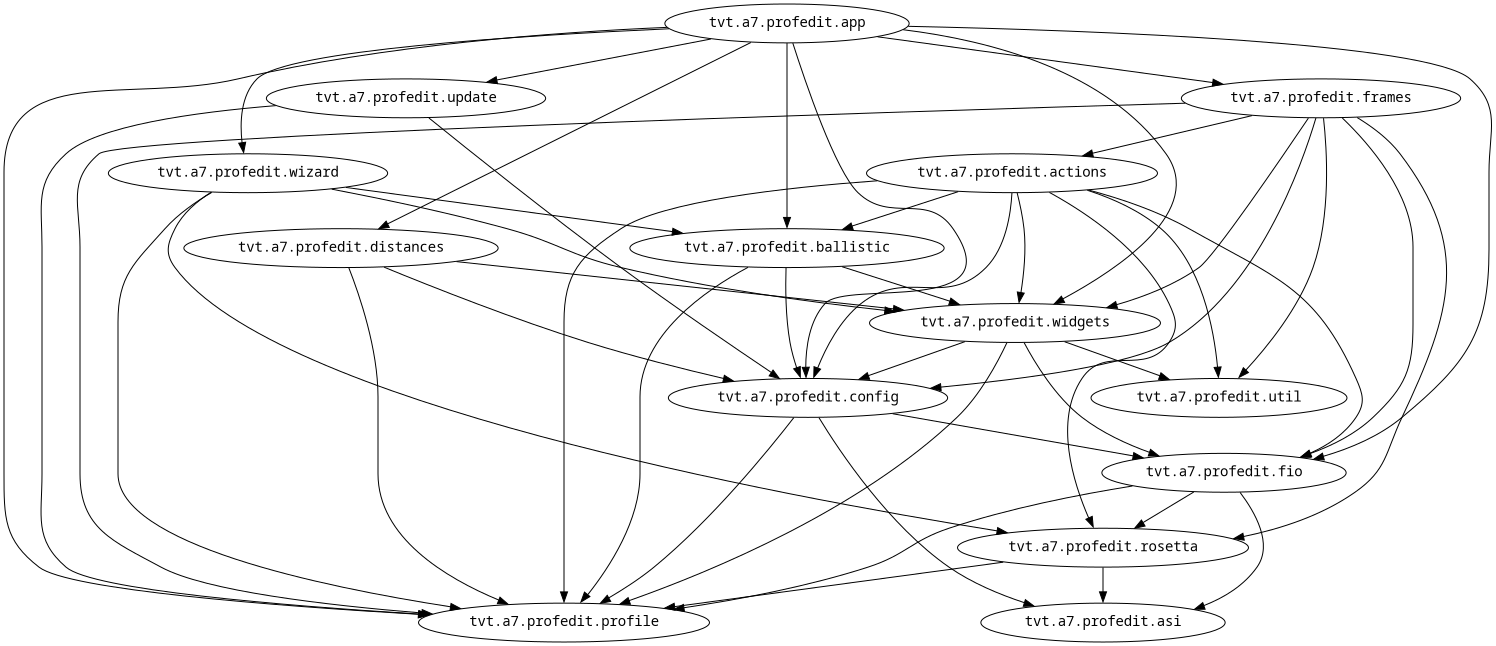 tvt.a7.profedit.app
tvt.a7.profedit.update
tvt.a7.profedit.frames
tvt.a7.profedit.wizard
tvt.a7.profedit.actions
tvt.a7.profedit.distances
tvt.a7.profedit.ballistic
tvt.a7.profedit.widgets
tvt.a7.profedit.config
tvt.a7.profedit.util
tvt.a7.profedit.fio
tvt.a7.profedit.rosetta
tvt.a7.profedit.profile
tvt.a7.profedit.asi